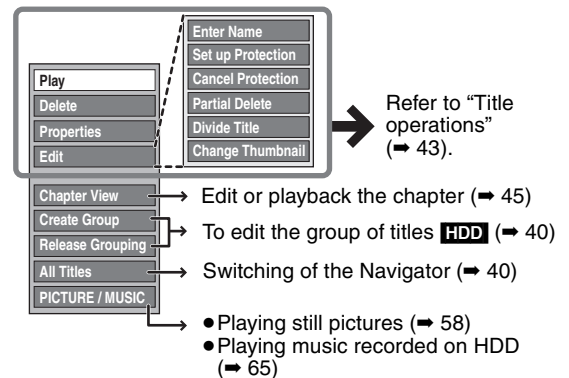 Enter Name
Set up Protection
Cancel Protection
Partial Delete
Divide Title
Change Thumbnail
Play
Delete
Properties
Edit
Refer to “Title
operations”
(➡ 43).
Chapter View
Create Group
Release Grouping
All Titles
PICTURE / MUSIC
Edit or playback the chapter (➡ 45)
To edit the group of titles HDD (➡ 40)
Switching of the Navigator (➡ 40)
●Playing still pictures (➡ 58)
●Playing music recorded on HDD
(➡ 65)